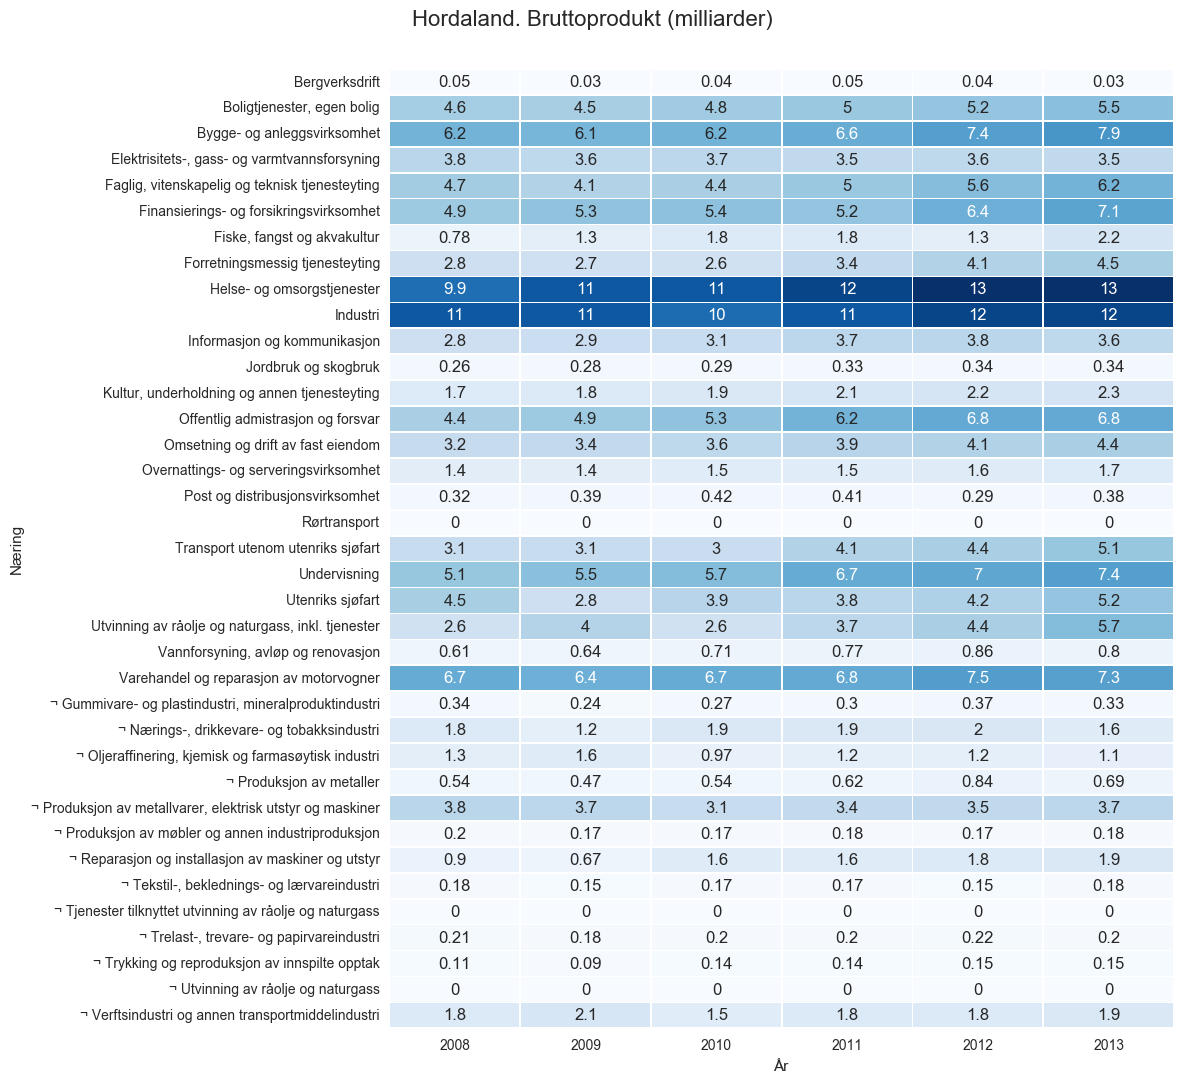 Hordaland. Bruttoprodukt (milliarder)
Bergverksdrift 0.05 0.03 0.04 0.05 0.04 0.03
Boligtjenester, egen bolig 4.6 4.5 4.8 5 5.2 5.5
Bygge- og anleggsvirksomhet 6.2 6.1 6.2 6.6 7.4 7.9
Elektrisitets-, gass- og varmtvannsforsyning 3.8 3.6 3.7 3.5 3.6 3.5
Faglig, vitenskapelig og teknisk tjenesteyting 4.7 4.1 4.4 5 5.6 6.2
Finansierings- og forsikringsvirksomhet 4.9 5.3 5.4 5.2 6.4 7.1
Fiske, fangst og akvakultur 0.78 1.3 1.8 1.8 1.3 2.2
Forretningsmessig tjenesteyting 2.8 2.7 2.6 3.4 4.1 4.5
Helse- og omsorgstjenester 9.9 11 11 12 13 13
Industri 11 11 10 11 12 12
Informasjon og kommunikasjon 2.8 2.9 3.1 3.7 3.8 3.6
Jordbruk og skogbruk 0.26 0.28 0.29 0.33 0.34 0.34
Kultur, underholdning og annen tjenesteyting 1.7 1.8 1.9 2.1 2.2 2.3
Offentlig admistrasjon og forsvar 4.4 4.9 5.3 6.2 6.8 6.8
Omsetning og drift av fast eiendom 3.2 3.4 3.6 3.9 4.1 4.4
Overnattings- og serveringsvirksomhet 1.4 1.4 1.5 1.5 1.6 1.7
Post og distribusjonsvirksomhet 0.32 0.39 0.42 0.41 0.29 0.38
Rørtransport 0 0 0 0 0 0
Næring
Transport utenom utenriks sjøfart 3.1 3.1 3 4.1 4.4 5.1
Undervisning 5.1 5.5 5.7 6.7 7 7.4
Utenriks sjøfart 4.5 2.8 3.9 3.8 4.2 5.2
Utvinning av råolje og naturgass, inkl. tjenester 2.6 4 2.6 3.7 4.4 5.7
Vannforsyning, avløp og renovasjon 0.61 0.64 0.71 0.77 0.86 0.8
Varehandel og reparasjon av motorvogner 6.7 6.4 6.7 6.8 7.5 7.3
¬ Gummivare- og plastindustri, mineralproduktindustri 0.34 0.24 0.27 0.3 0.37 0.33
¬ Nærings-, drikkevare- og tobakksindustri 1.8 1.2 1.9 1.9 2 1.6
¬ Oljeraffinering, kjemisk og farmasøytisk industri 1.3 1.6 0.97 1.2 1.2 1.1
¬ Produksjon av metaller 0.54 0.47 0.54 0.62 0.84 0.69
¬ Produksjon av metallvarer, elektrisk utstyr og maskiner 3.8 3.7 3.1 3.4 3.5 3.7
¬ Produksjon av møbler og annen industriproduksjon 0.2 0.17 0.17 0.18 0.17 0.18
¬ Reparasjon og installasjon av maskiner og utstyr 0.9 0.67 1.6 1.6 1.8 1.9
¬ Tekstil-, beklednings- og lærvareindustri 0.18 0.15 0.17 0.17 0.15 0.18
¬ Tjenester tilknyttet utvinning av råolje og naturgass 0 0 0 0 0 0
¬ Trelast-, trevare- og papirvareindustri 0.21 0.18 0.2 0.2 0.22 0.2
¬ Trykking og reproduksjon av innspilte opptak 0.11 0.09 0.14 0.14 0.15 0.15
¬ Utvinning av råolje og naturgass 0 0 0 0 0 0
¬ Verftsindustri og annen transportmiddelindustri 1.8 2.1 1.5 1.8 1.8 1.9
2008 2009 2010 2011 2012 2013
År